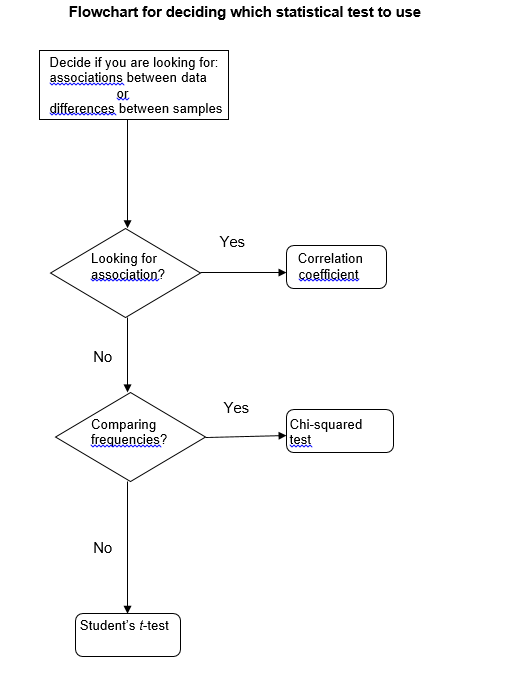 Flowchart for deciding which statistical test to use
Decide if you are looking for:
associations between data
or
differences between samples
Looking for
association?
Yes
Correlation
coefficient
No
Comparing
frequencies?
Yes
Chi-squared
test
No
Student's t-test